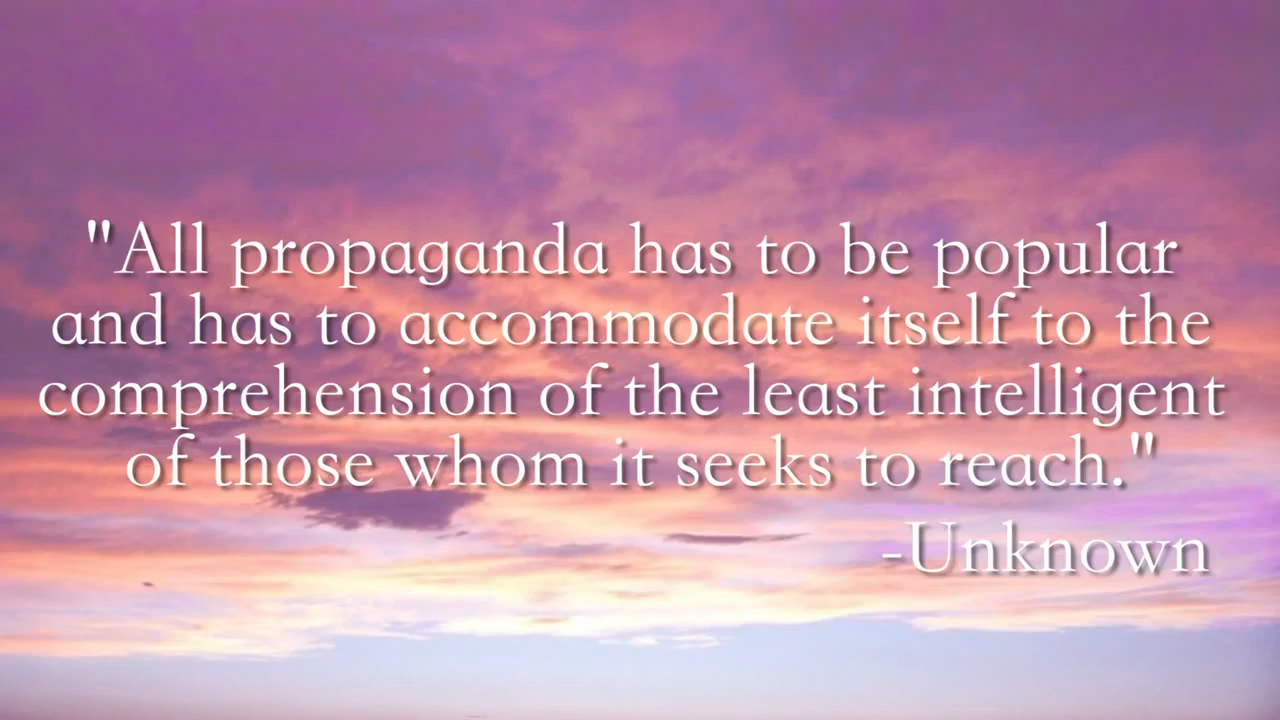 "All propaganda has to be popular
and has to accommodate itself to the
comprehension of the least intelligent
of those whom it seeks to reach."
-Unknown